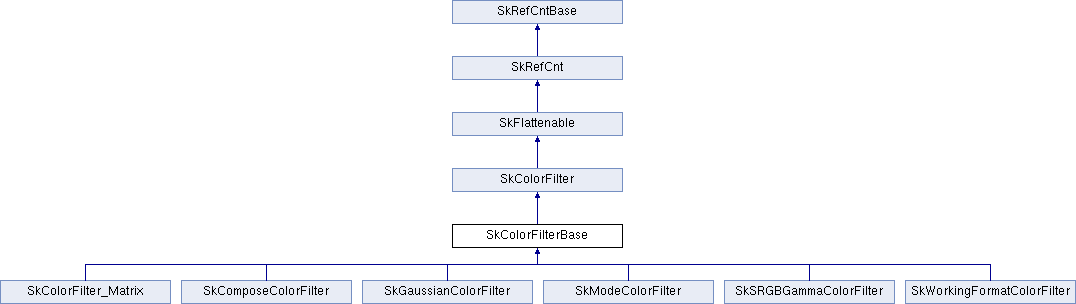 SkRefCntBase
SkRefCnt
SkFlattenable
SkColorFilter
SkColorFilterBase
SkColorFilter_Matrix
SkComposeColorFilter
SkGaussianColorFilter
SkModeColorFilter
SkSRGBGammaColorFilter
SkWorkingFormatColorFilter